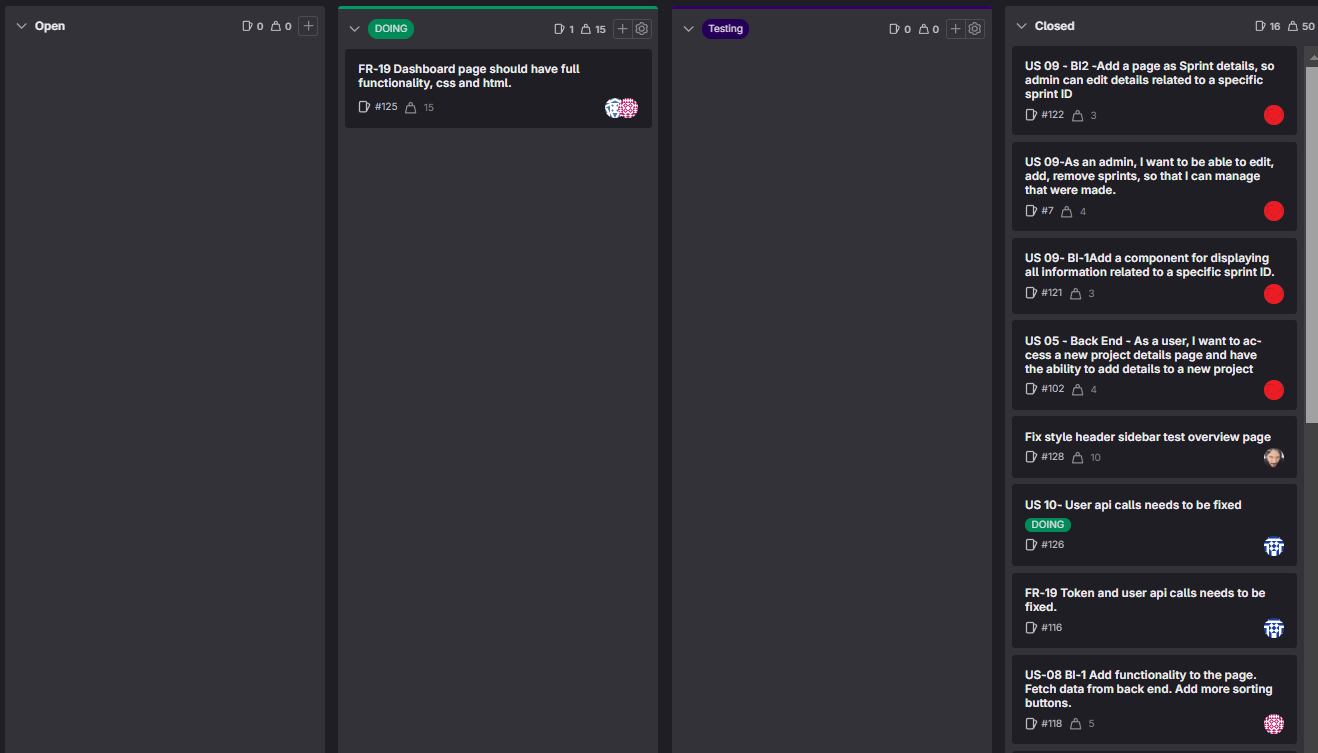 Open
0 0
DOING
1 15
FR-19 Dashboard page should have full
functionality, css and html.
#125 15
Testing
0 0
Closed
16 50
US 09 - BI2 -Add a page as Sprint details, so
admin can edit details related to a specific
sprint ID
#122 3
US 09-As an admin, I want to be able to edit,
add, remove sprints, so that I can manage
that were made.
#7 4
US 09- BI-1Add a component for displaying
all information related to a specific sprint ID.
#121 3
US 05 - Back End - As a user, I want to ac-
cess a new project details page and have
the ability to add details to a new project
#102 4
Fix style header sidebar test overview page
#128 10
US 10- User api calls needs to be fixed
DOING
#126
FR-19 Token and user api calls needs to be
fixed.
#116
US-08 BI-1 Add functionality to the page.
Fetch data from back end. Add more sorting
buttons.
#118 5